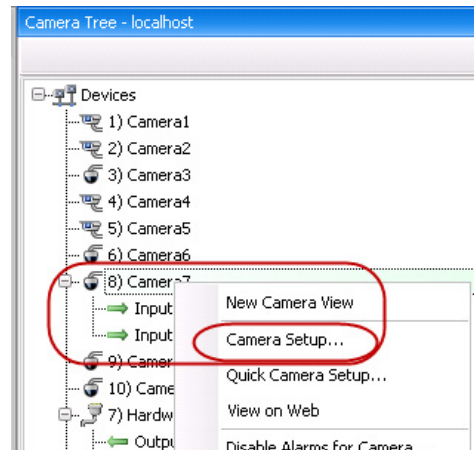 Camera Tree - localhost
Devices
1) Camera1
2) Camera2
3) Camera3
4) Camera4
5) Camera5
6) Camera6
8) Camera7
New Camera View
Input
Input
Camera Setup...
9) Camer
Quick Camera Setup...
10) Came
View on Web
7) Hardw
Outpu
Disable Alarms for Camera